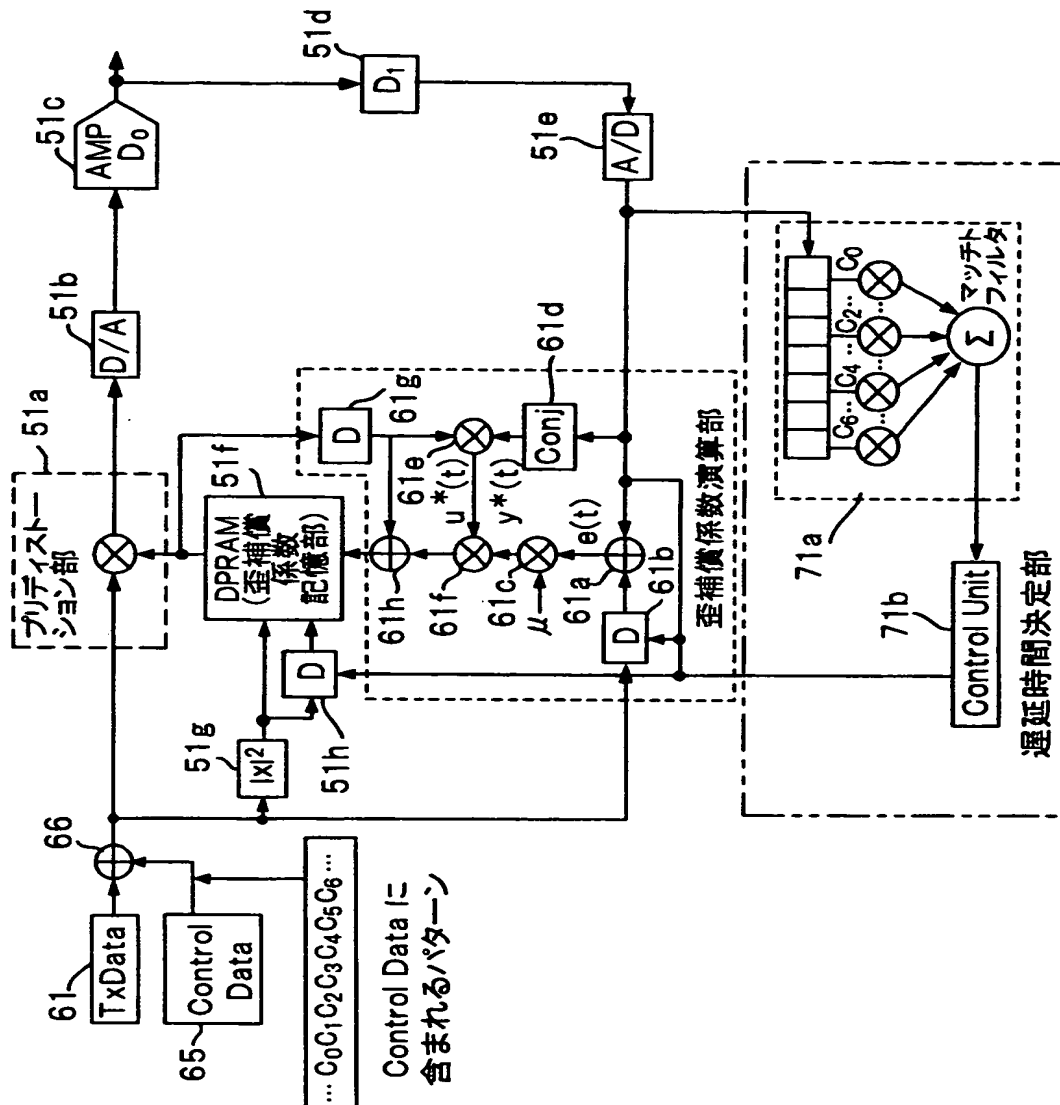 61
TxData
66
Control
Data
65
… C0C1C2C3C4C5C6 …
Control Data に
含まれるパターン
プリディストー
ション部
51a
51b
D/A
51c
AMP
D0
51d
D1
51e
A/D
51g
|x|2
51h
D
51f
DPRAM
(歪補償
係数
記憶部)
D
61g
61e
u*(t)
Conj
61d
y*(t)
61h
61f
61c
μ
e(t)
61a
D
61b
歪補償係数演算部
C6‥
C4
‥
C2‥
‥
C0
Σ
マッチト
フィルタ
71a
71b
Control Unit
遅延時間決定部